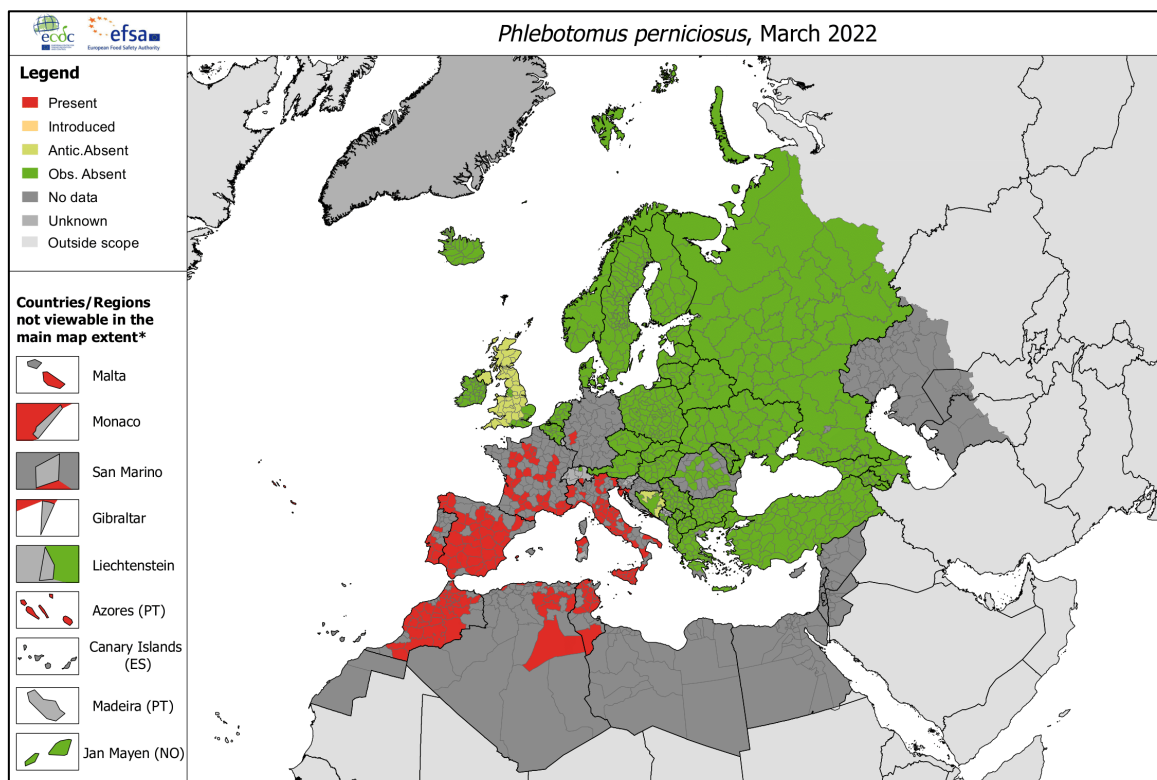 ecdc
efsa
European Food Safety Authority
Phlebotomus perniciosus, March 2022
Legend
Present
Introduced
Antic.Absent
Obs. Absent
No data
Unknown
Outside scope
Countries/Regions
not viewable in the
main map extent*
Malta
Monaco
San Marino
Gibraltar
Liechtenstein
Azores (PT)
Canary Islands
(ES)
Madeira (PT)
Jan Mayen (NO)